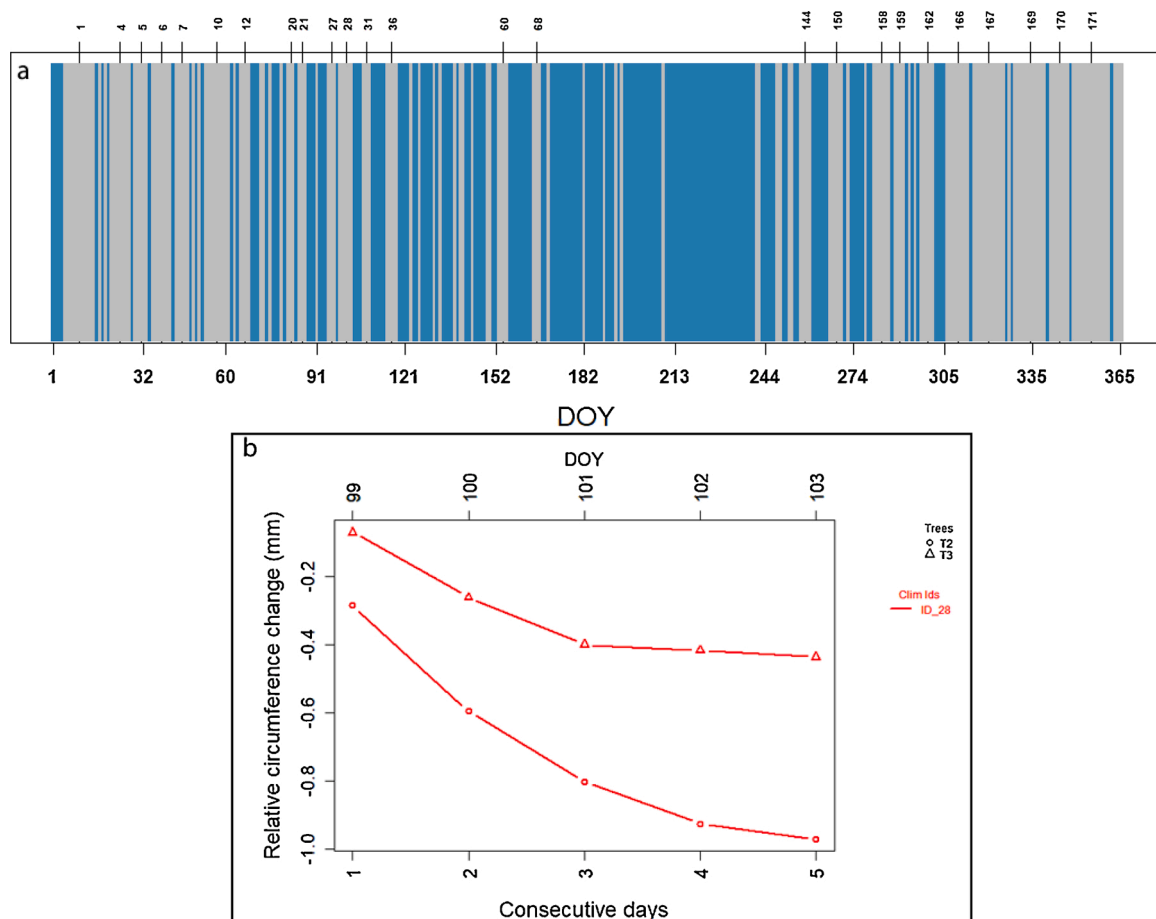 1 4 5 6 7 10 12 20 21 27 28 31 36 60 68 144 150 158 159 162 166 167 169 170 171
a
1 32 60 91 121 152 182 213 244 274 305 335 365
DOY
b
DOY
99 100 101 102 103
Relative circumference change (mm)
-0.2
-0.4
-0.6
-0.8
-1.0
Trees
T2
T3
Clim Ids
ID_28
1 2 3 4 5
Consecutive days